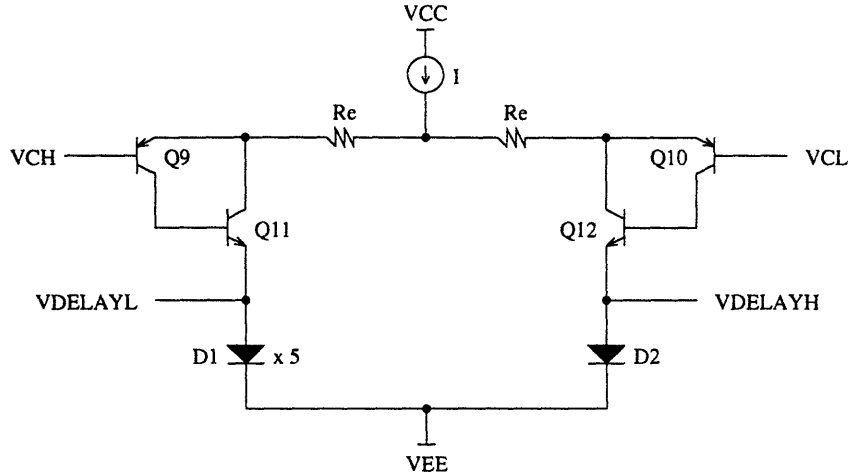 VCC
I
Re Re
VCH Q9 Q10 VCL
Q11 Q12
VDELAYL VDELAYH
D1 x 5 D2
VEE